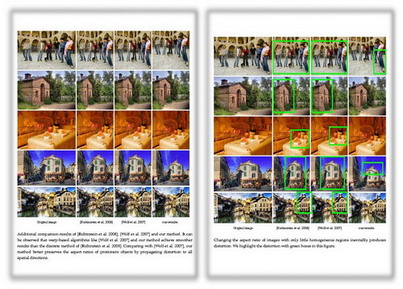 Original image
[Rubinstein et al. 2008]
[Wolf et al. 2007]
our results
Additional comparison results of [Rubinstein et al. 2008], [Wolf et al. 2007] and our method. It can
be observed that warp-based algorithms like [Wolf et al. 2007] and our method achieve smoother
results than the discrete method of [Rubinstein et al. 2008]. Comparing with [Wolf et al. 2007], our
method better preserves the aspect ratios of prominent objects by propagating distortion to all
spatial directions.
Original image
[Rubinstein et al. 2008]
[Wolf et al. 2007]
our results
Changing the aspect ratio of images with only little homogeneous regions inevitably produces
distortion. We highlight the distortion with green boxes in this figure.